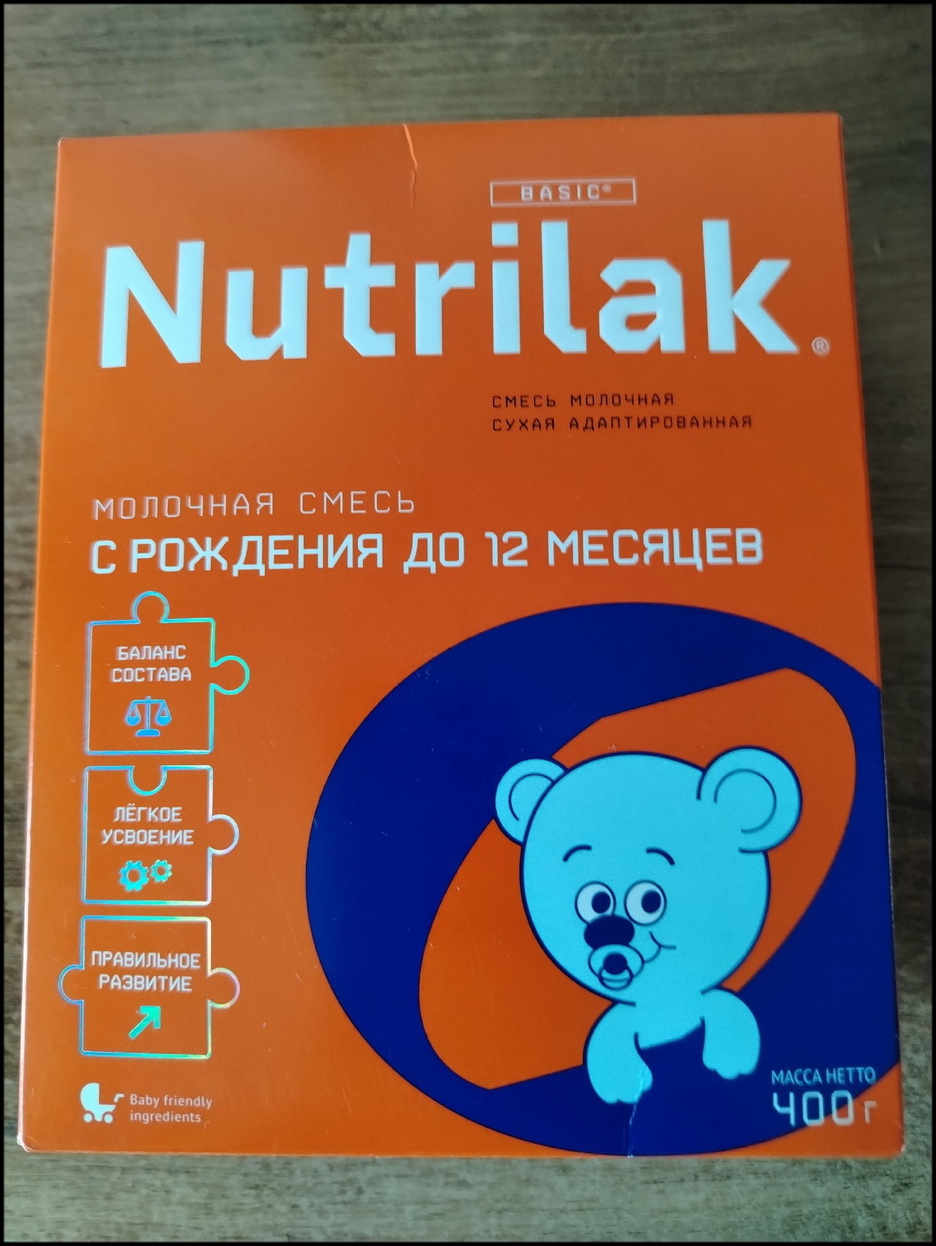 BASIC®
Nutrilak®
СМЕСЬ МОЛОЧНАЯ
СУХАЯ АДАПТИРОВАННАЯ
МОЛОЧНАЯ СМЕСЬ
С РОЖДЕНИЯ ДО 12 МЕСЯЦЕВ
БАЛАНС
СОСТАВА
ЛЁГКОЕ
УСВОЕНИЕ
ПРАВИЛЬНОЕ
РАЗВИТИЕ
Baby friendly
ingredients
МАССА НЕТТО
400 г